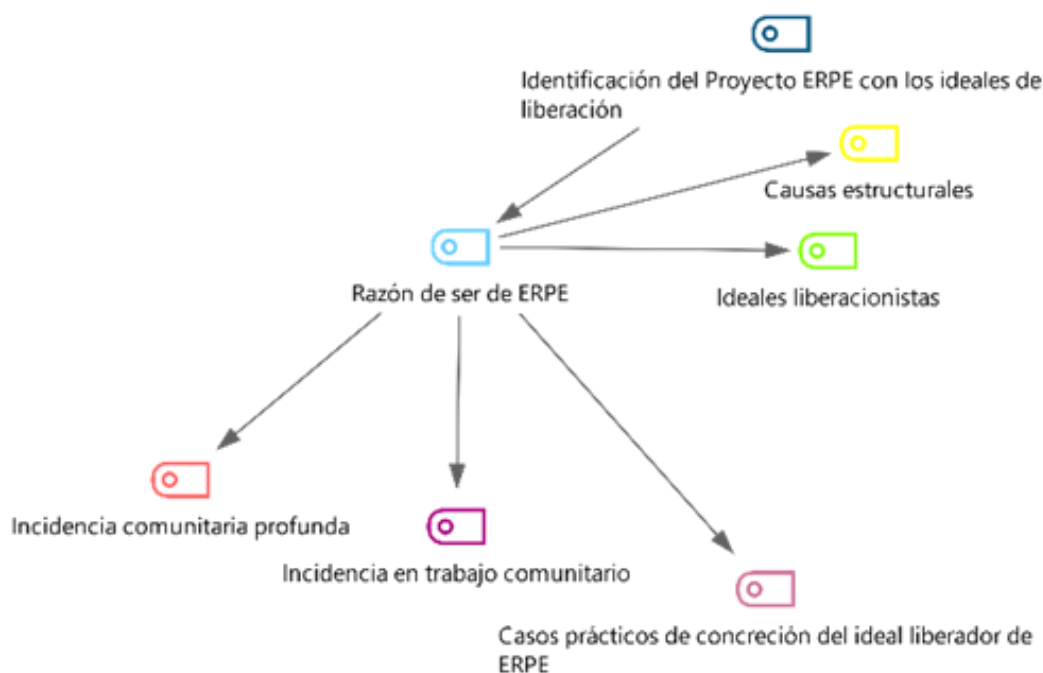 Identificación del Proyecto ERPE con los ideales de
liberación
Causas estructurales
Ideales liberacionistas
Razón de ser de ERPE
Incidencia comunitaria profunda
Incidencia en trabajo comunitario
Casos prácticos de concreción del ideal liberador de
ERPE